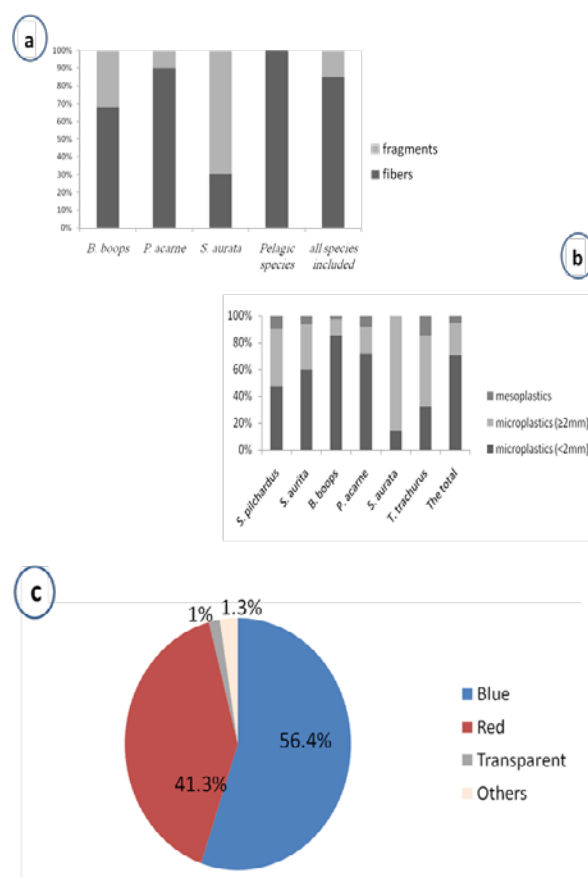 a
100%
90%
80%
70%
60%
50%
40%
30%
20%
10%
0%
fragments
fibers
B. boops
P. acarne
S. aurata
Pelagic
species
all species
included
b
100%
80%
60%
40%
20%
0%
mesoplastics
microplastics (≥2mm)
microplastics (<2mm)
S. pilchardus
S. aurita
B. boops
P. acarne
S. aurata
T. trachurus
The total
c
1%
1.3%
56.4%
41.3%
Blue
Red
Transparent
Others